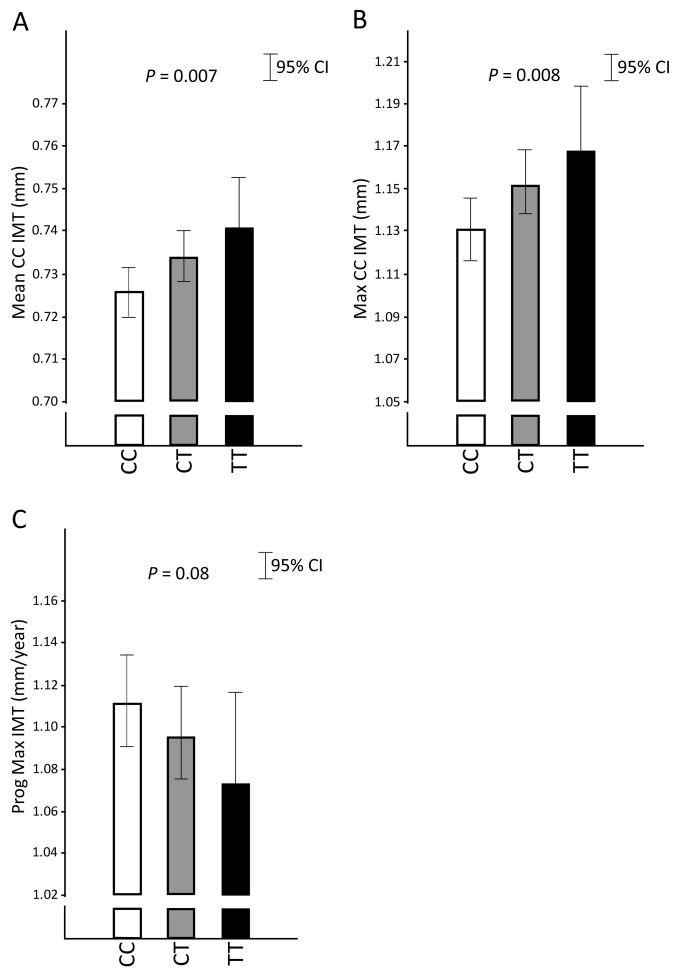 A
P = 0.007
95% CI
0.77
0.76
0.75
0.74
0.73
0.72
0.71
0.70
Mean CC IMT (mm)
CC
CT
TT
B
P = 0.008
95% CI
1.21
1.19
1.17
1.15
1.13
1.11
1.09
1.07
1.05
Max CC IMT (mm)
CC
CT
TT
C
P = 0.08
95% CI
1.16
1.14
1.12
1.10
1.08
1.06
1.04
1.02
Prog Max IMT (mm/year)
CC
CT
TT